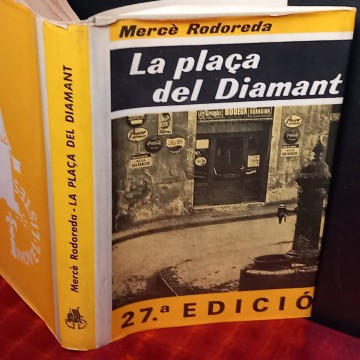 Mercè Rodoreda
La plaça
del Diamant
BODEGA
27.ª EDICIÓ
Mercè Rodoreda - LA PLAÇA DEL DIAMANT